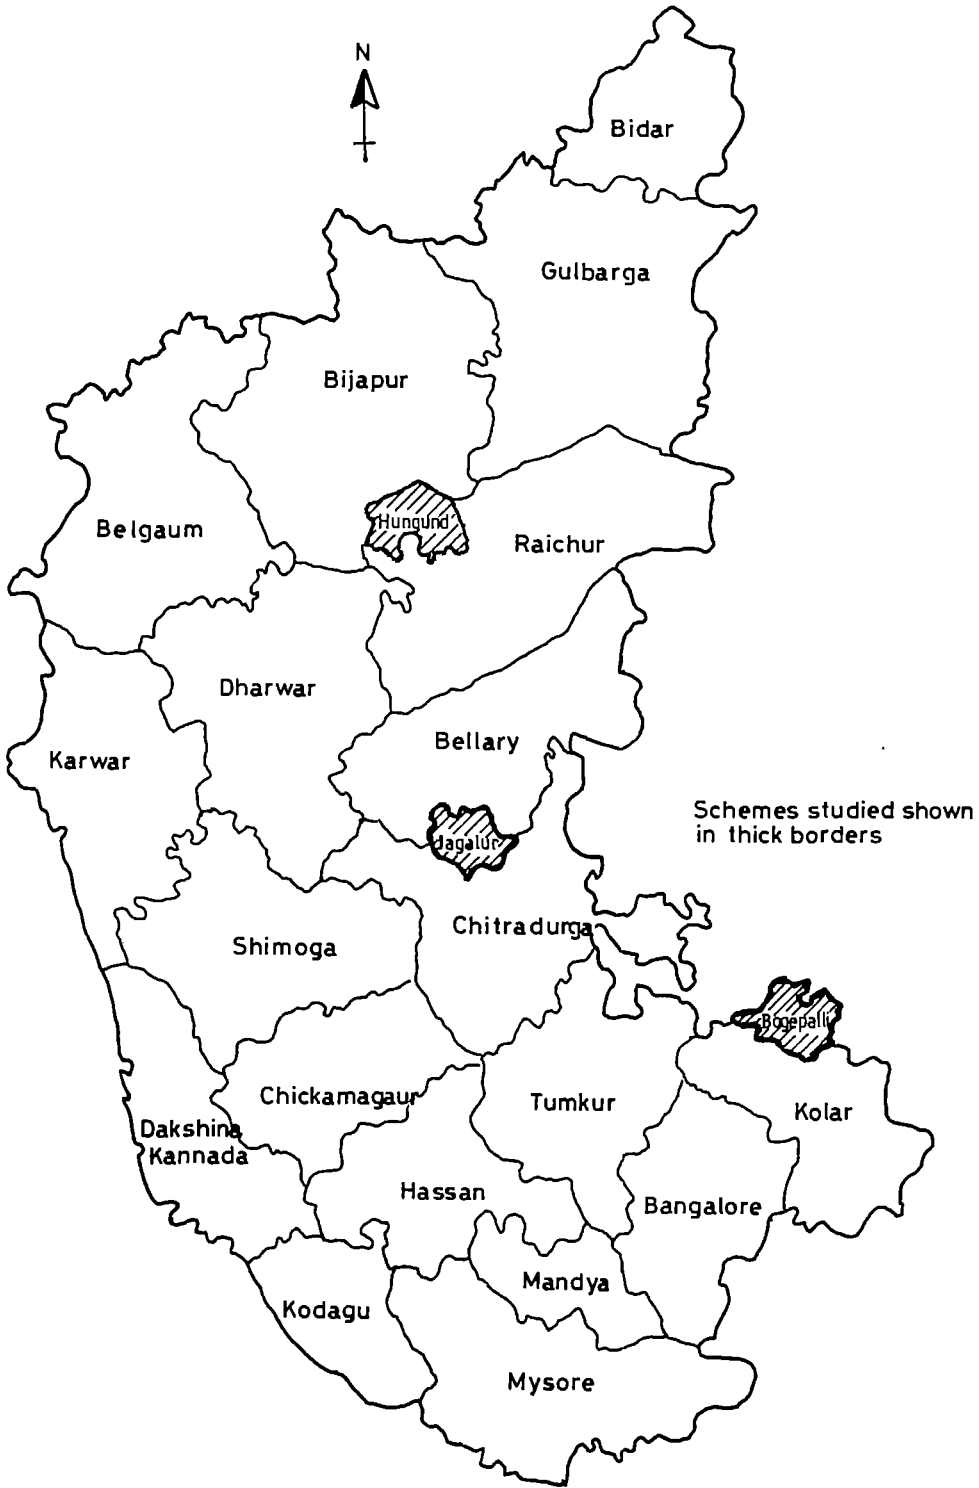 N
Bidar
Gulbarga
Bijapur
Hungund
Belgaum
Raichur
Dharwar
Bellary
Karwar
Schemes studied shown
in thick borders
Jagalur
Chitradurga
Shimoga
Bogepalli
Chickamagaur
Tumkur
Kolar
Dakshina
Kannada
Hassan
Bangalore
Mandya
Kodagu
Mysore